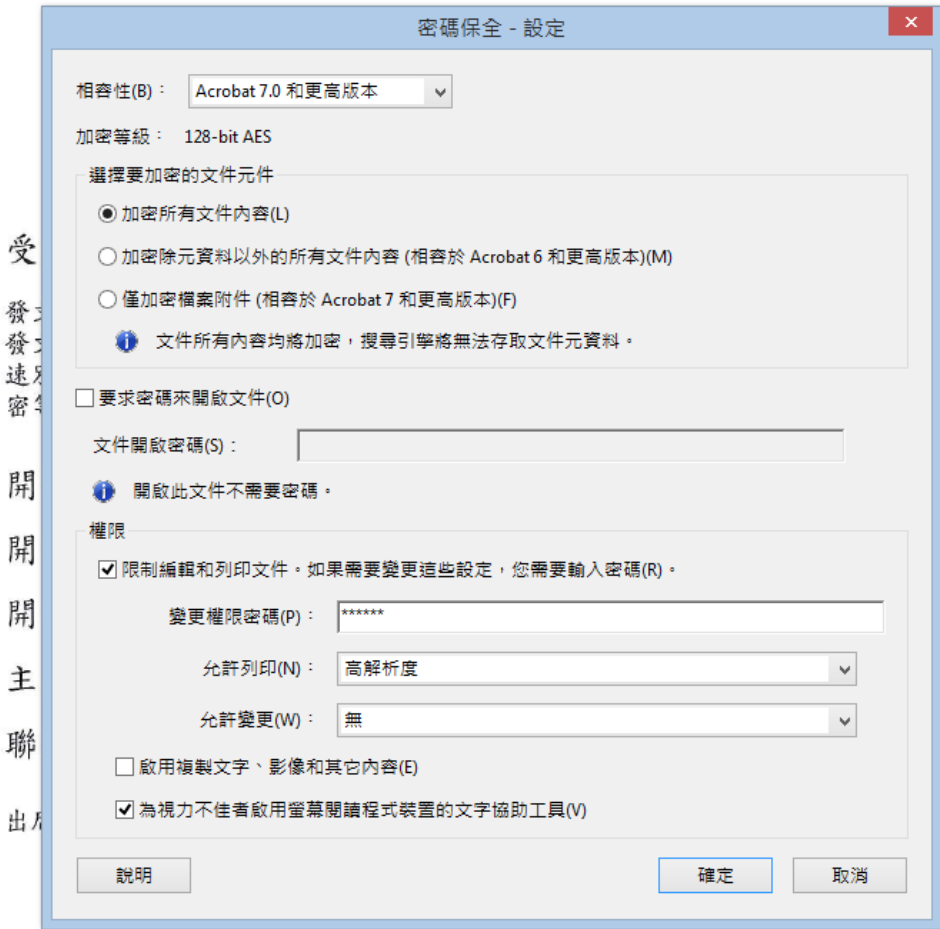 密碼保全 - 設定
相容性(B)： Acrobat 7.0 和更高版本
加密等級： 128-bit AES
選擇要加密的文件元件
加密所有文件內容(L)
加密除元資料以外的所有文件內容 (相容於 Acrobat 6 和更高版本)(M)
僅加密檔案附件 (相容於 Acrobat 7 和更高版本)(F)
文件所有內容均將加密，搜尋引擎將無法存取文件元資料。
要求密碼來開啟文件(O)
文件開啟密碼(S)：
開啟此文件不需要密碼。
權限
限制編輯和列印文件。如果需要變更這些設定，您需要輸入密碼(R)。
變更權限密碼(P)： ******
允許列印(N)： 高解析度
允許變更(W)： 無
啟用複製文字、影像和其它內容(E)
為視力不佳者啟用螢幕閱讀程式裝置的文字協助工具(V)
說明 確定 取消
受
發
發
速
密
開
開
開
主
聯
出